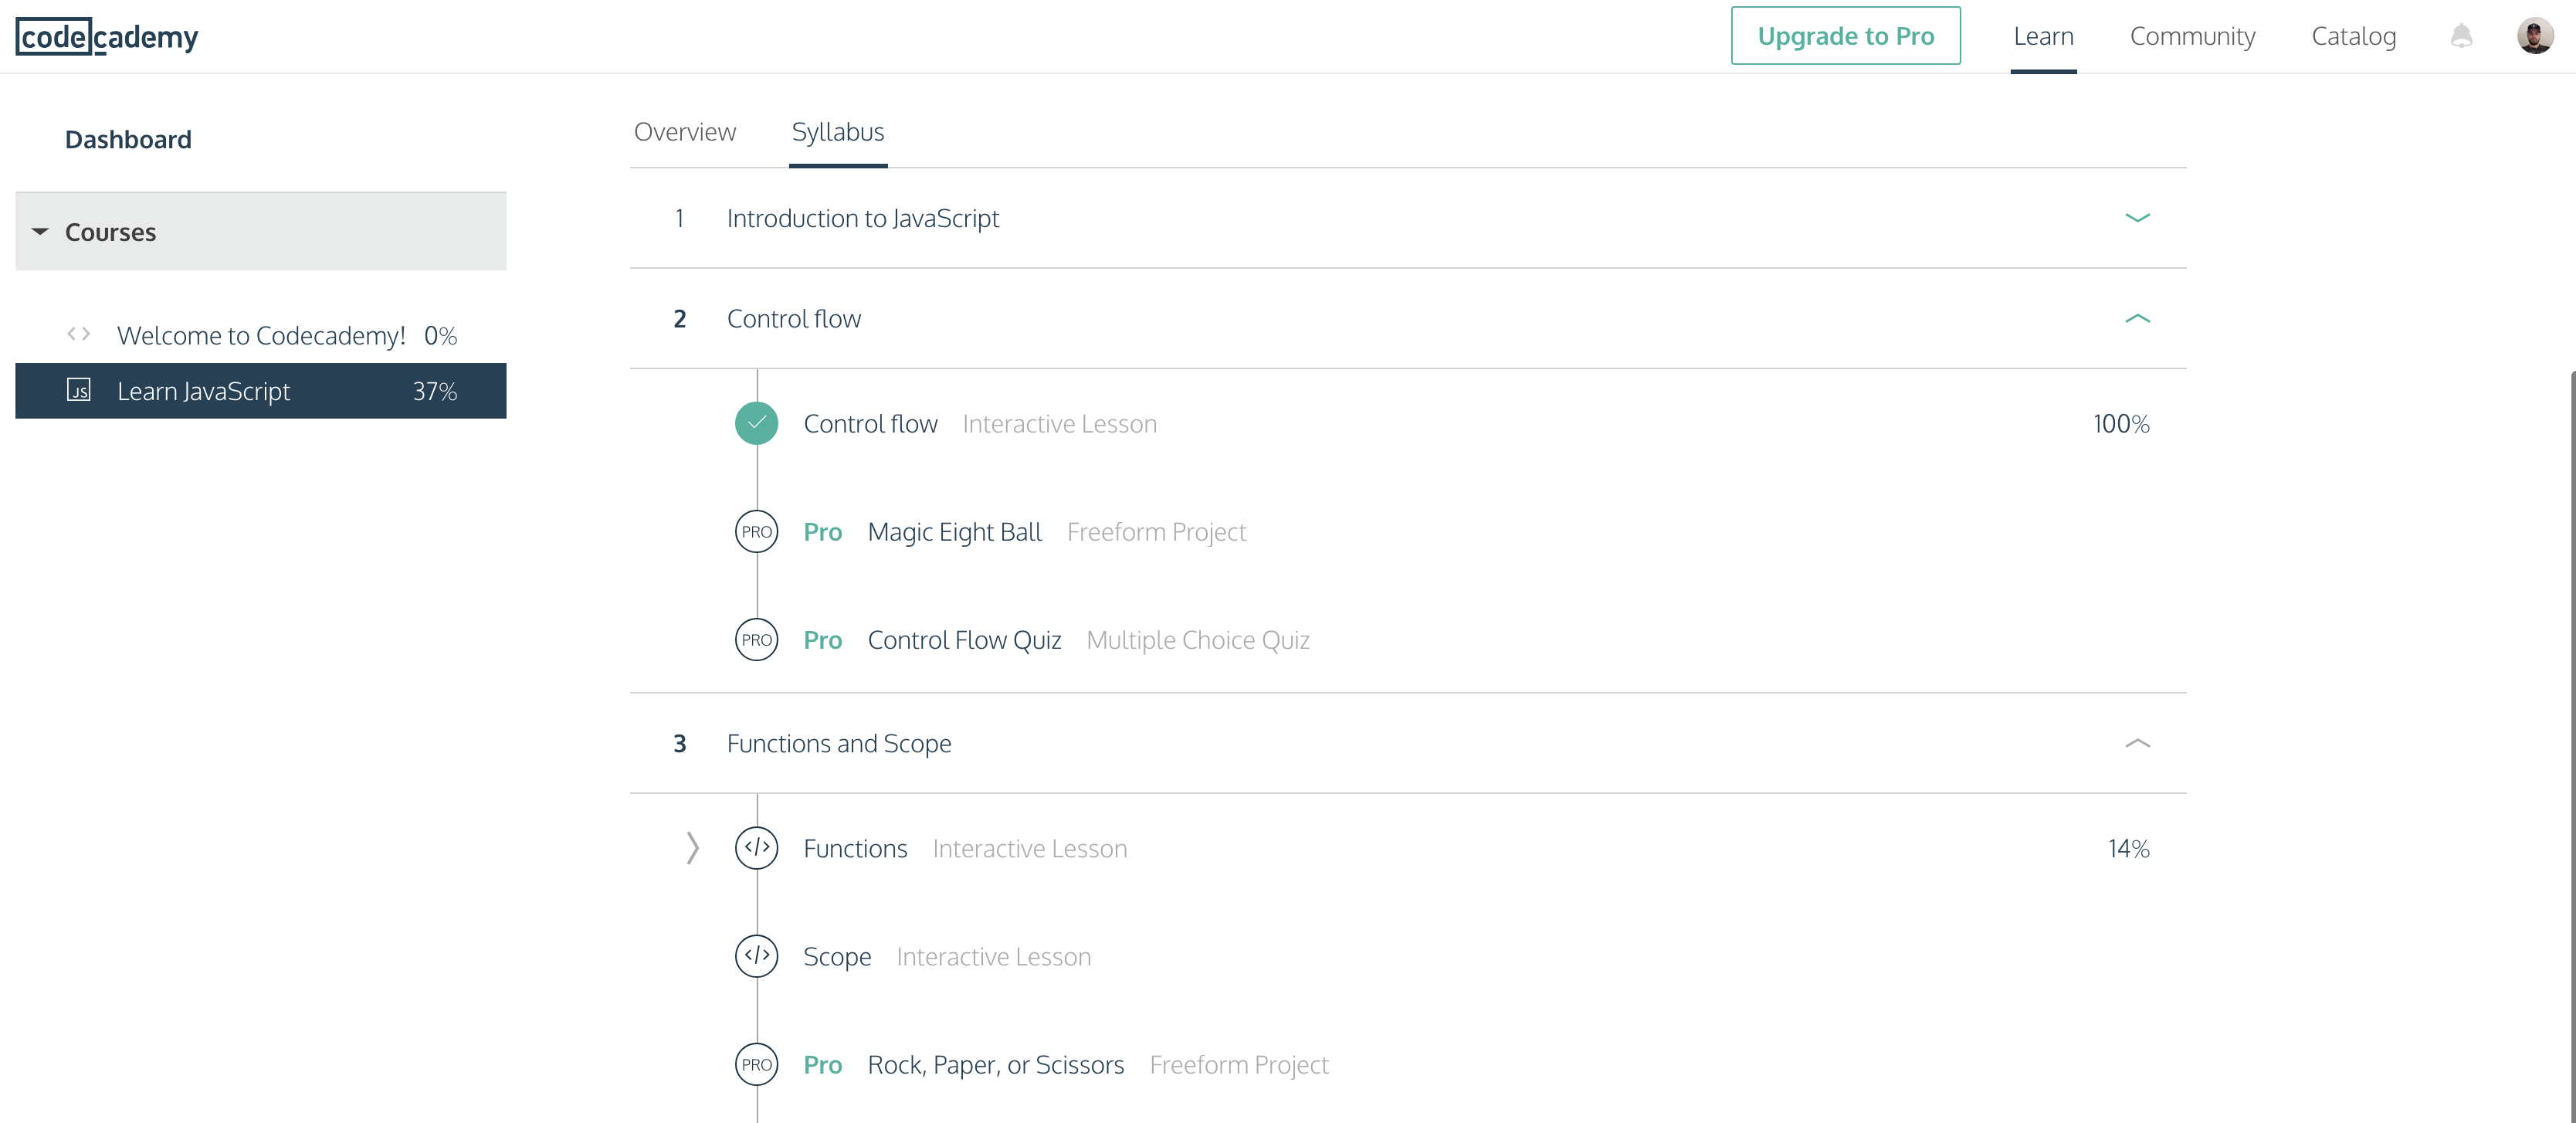 codecademy
Upgrade to Pro Learn Community Catalog
Dashboard
Courses
Welcome to Codecademy! 0%
JS Learn JavaScript 37%
Overview Syllabus
1 Introduction to JavaScript
2 Control flow
Control flow Interactive Lesson 100%
PRO Pro Magic Eight Ball Freeform Project
PRO Pro Control Flow Quiz Multiple Choice Quiz
3 Functions and Scope
</> Functions Interactive Lesson 14%
</> Scope Interactive Lesson
PRO Pro Rock, Paper, or Scissors Freeform Project